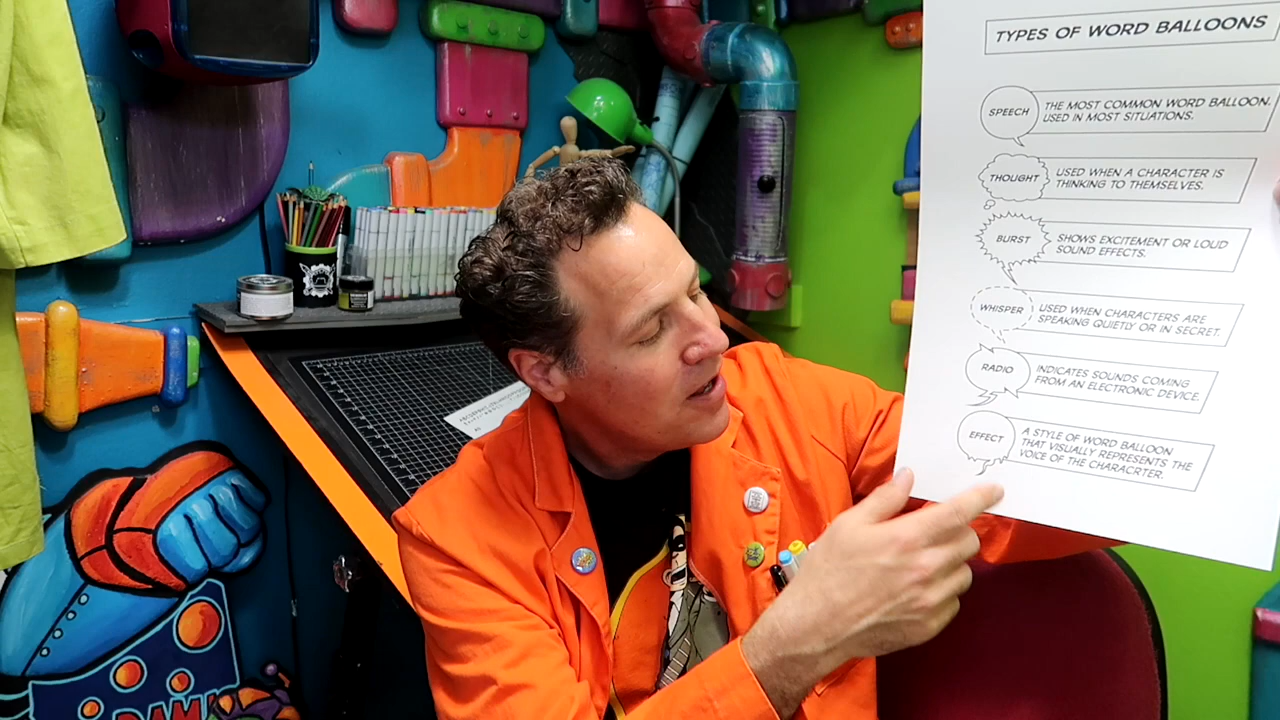 TYPES OF WORD BALLOONS
SPEECH
THE MOST COMMON WORD BALLOON.
USED IN MOST SITUATIONS.
THOUGHT
USED WHEN A CHARACTER IS
THINKING TO THEMSELVES.
BURST
SHOWS EXCITEMENT OR LOUD
SOUND EFFECTS.
WHISPER
USED WHEN CHARACTERS ARE
SPEAKING QUIETLY OR IN SECRET.
RADIO
INDICATES SOUNDS COMING
FROM AN ELECTRONIC DEVICE.
EFFECT
A STYLE OF WORD BALLOON
THAT VISUALLY REPRESENTS THE
VOICE OF THE CHARACRTER.